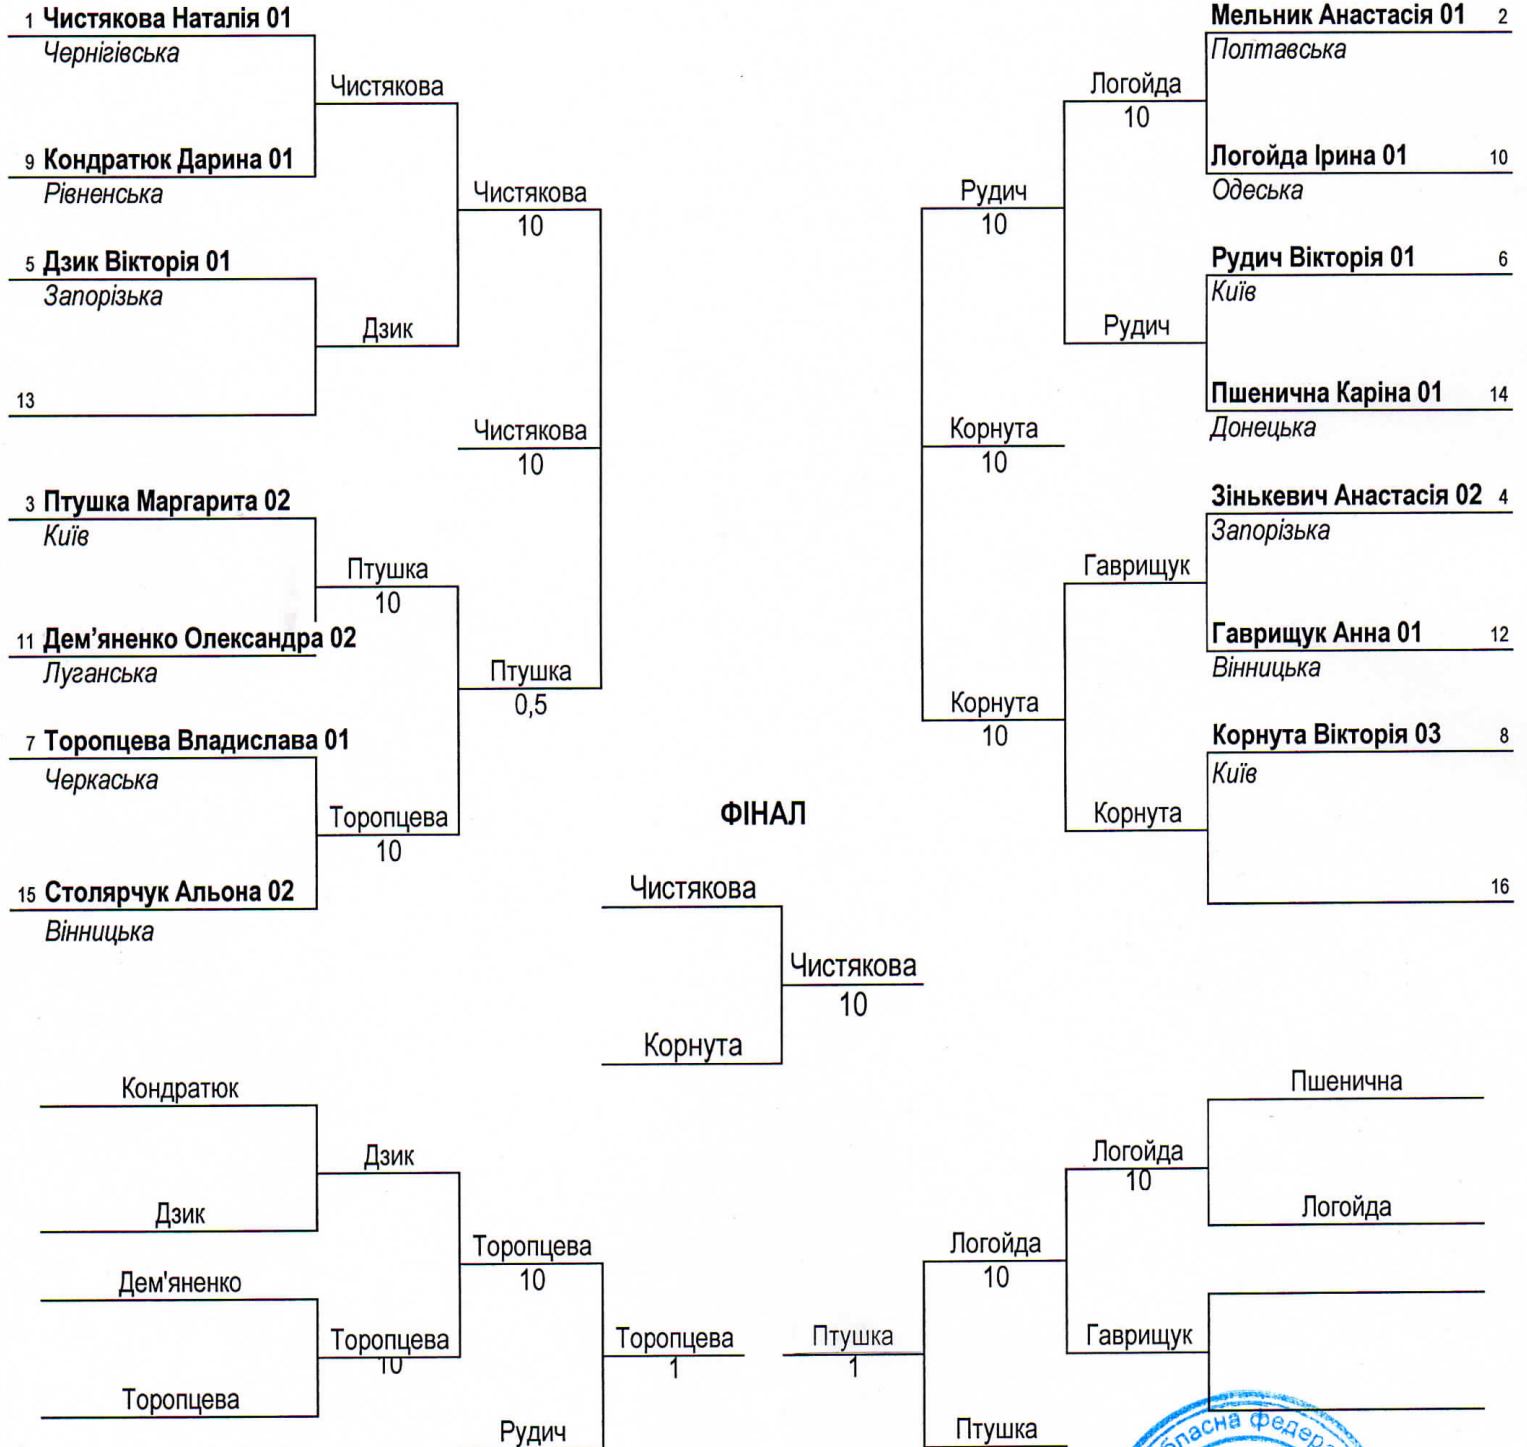 1 Чистякова Наталія 01
Чернігівська
Чистякова
9 Кондратюк Дарина 01
Рівненська
Чистякова
10
5 Дзик Вікторія 01
Запорізька
Дзик
13
Чистякова
10
3 Птушка Маргарита 02
Київ
Птушка
10
11 Дем’яненко Олександра 02
Луганська
Птушка
0,5
7 Торопцева Владислава 01
Черкаська
Торопцева
10
15 Столярчук Альона 02
Вінницька
Мельник Анастасія 01 2
Полтавська
Логойда
10
Логойда Ірина 01 10
Одеська
Рудич
10
Рудич Вікторія 01 6
Київ
Рудич
Пшенична Каріна 01 14
Донецька
Корнута
10
Зінькевич Анастасія 02 4
Запорізька
Гаврищук
Гаврищук Анна 01 12
Вінницька
Корнута
10
Корнута Вікторія 03 8
Київ
Корнута
16
ФІНАЛ
Чистякова
Чистякова
10
Корнута
Кондратюк
Дзик
Дзик
Торопцева
10
Дем'яненко
Торопцева
10
Торопцева
Торопцева
1
Рудич
Пшенична
Логойда
10
Логойда
Логойда
10
Гаврищук
Птушка
1
Птушка